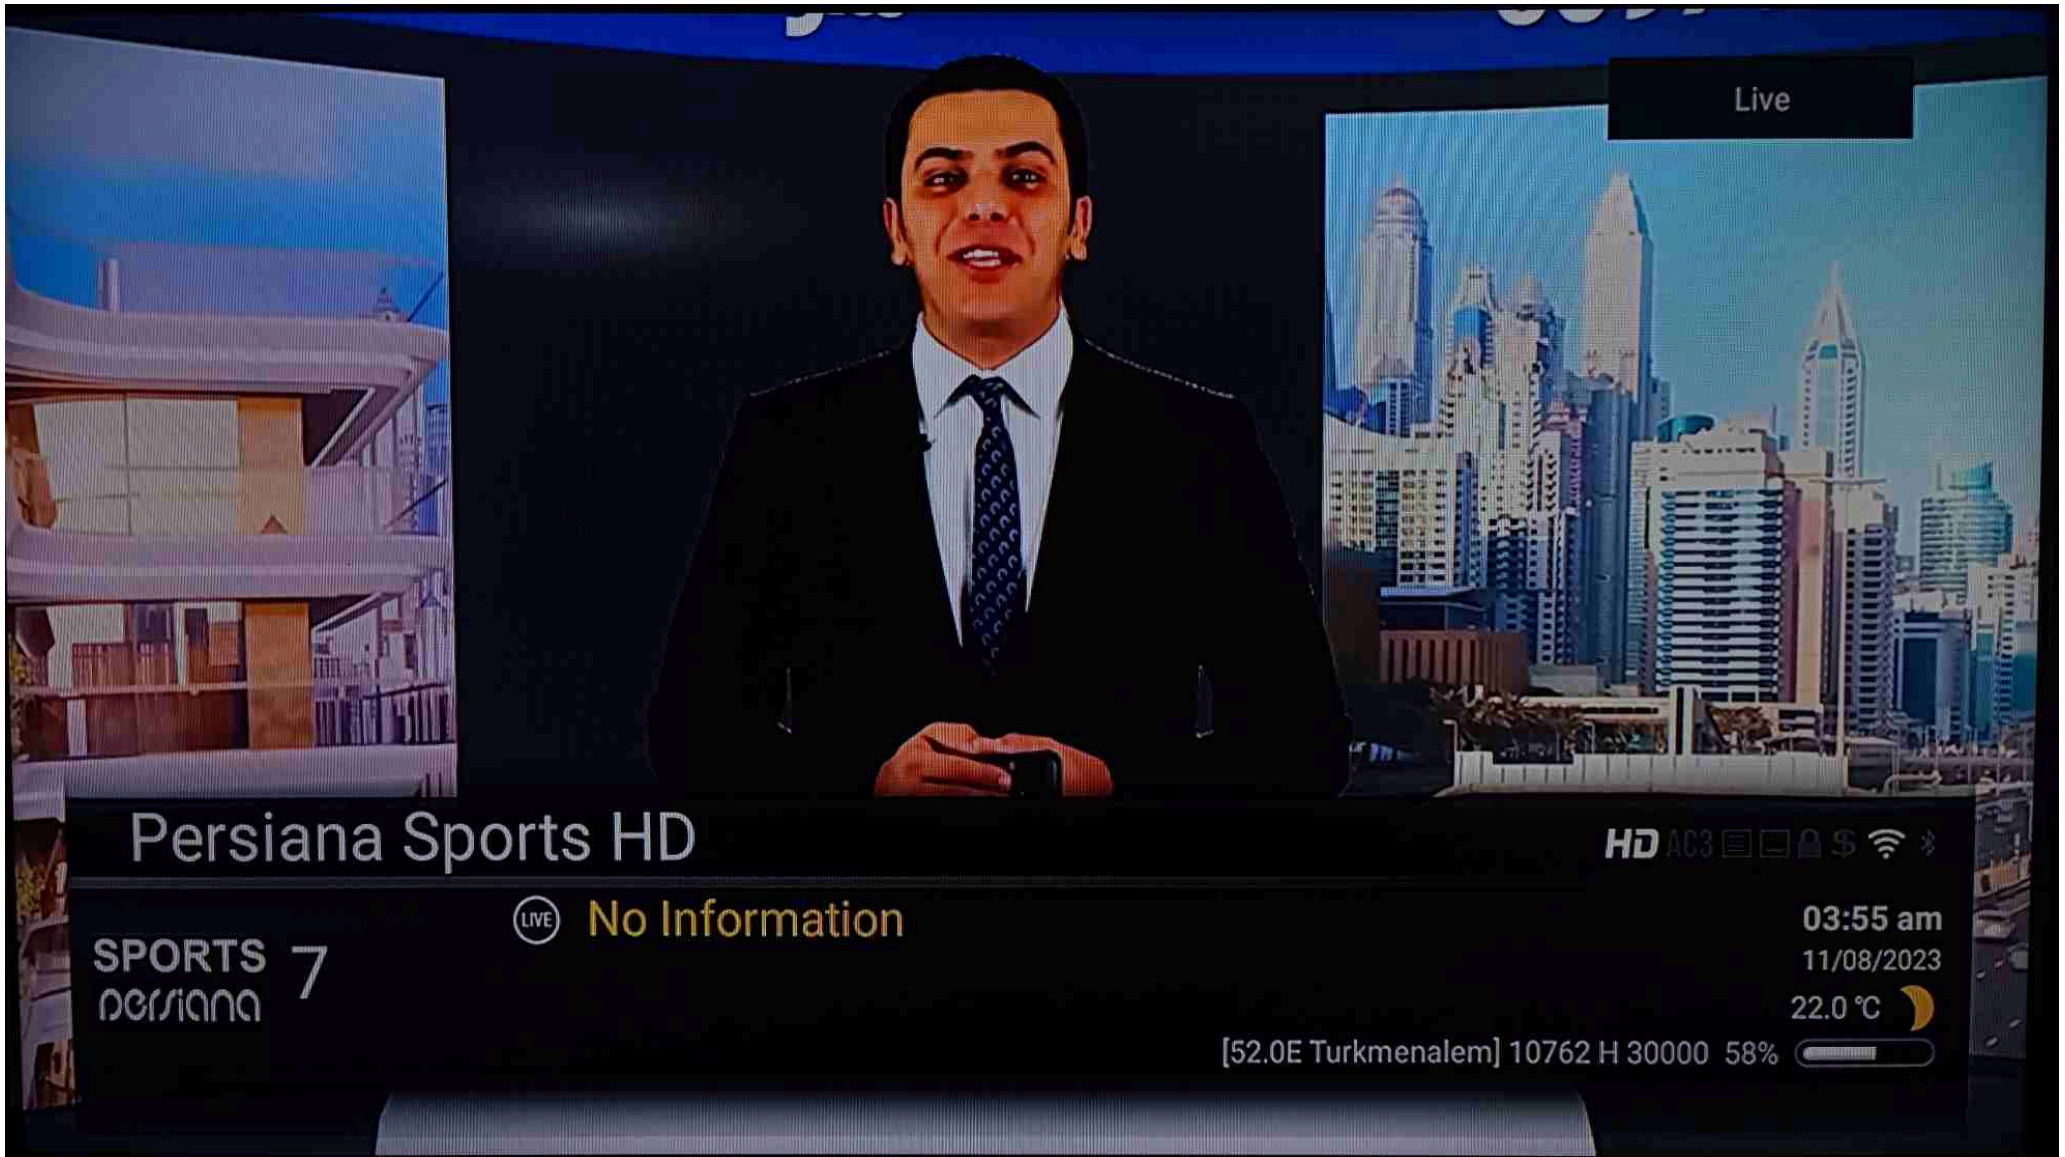 Live
Persiana Sports HD
HD AC3 $
LIVE No Information
SPORTS
persiana
7
03:55 am
11/08/2023
22.0 °C
[52.0E Turkmenalem] 10762 H 30000 58%